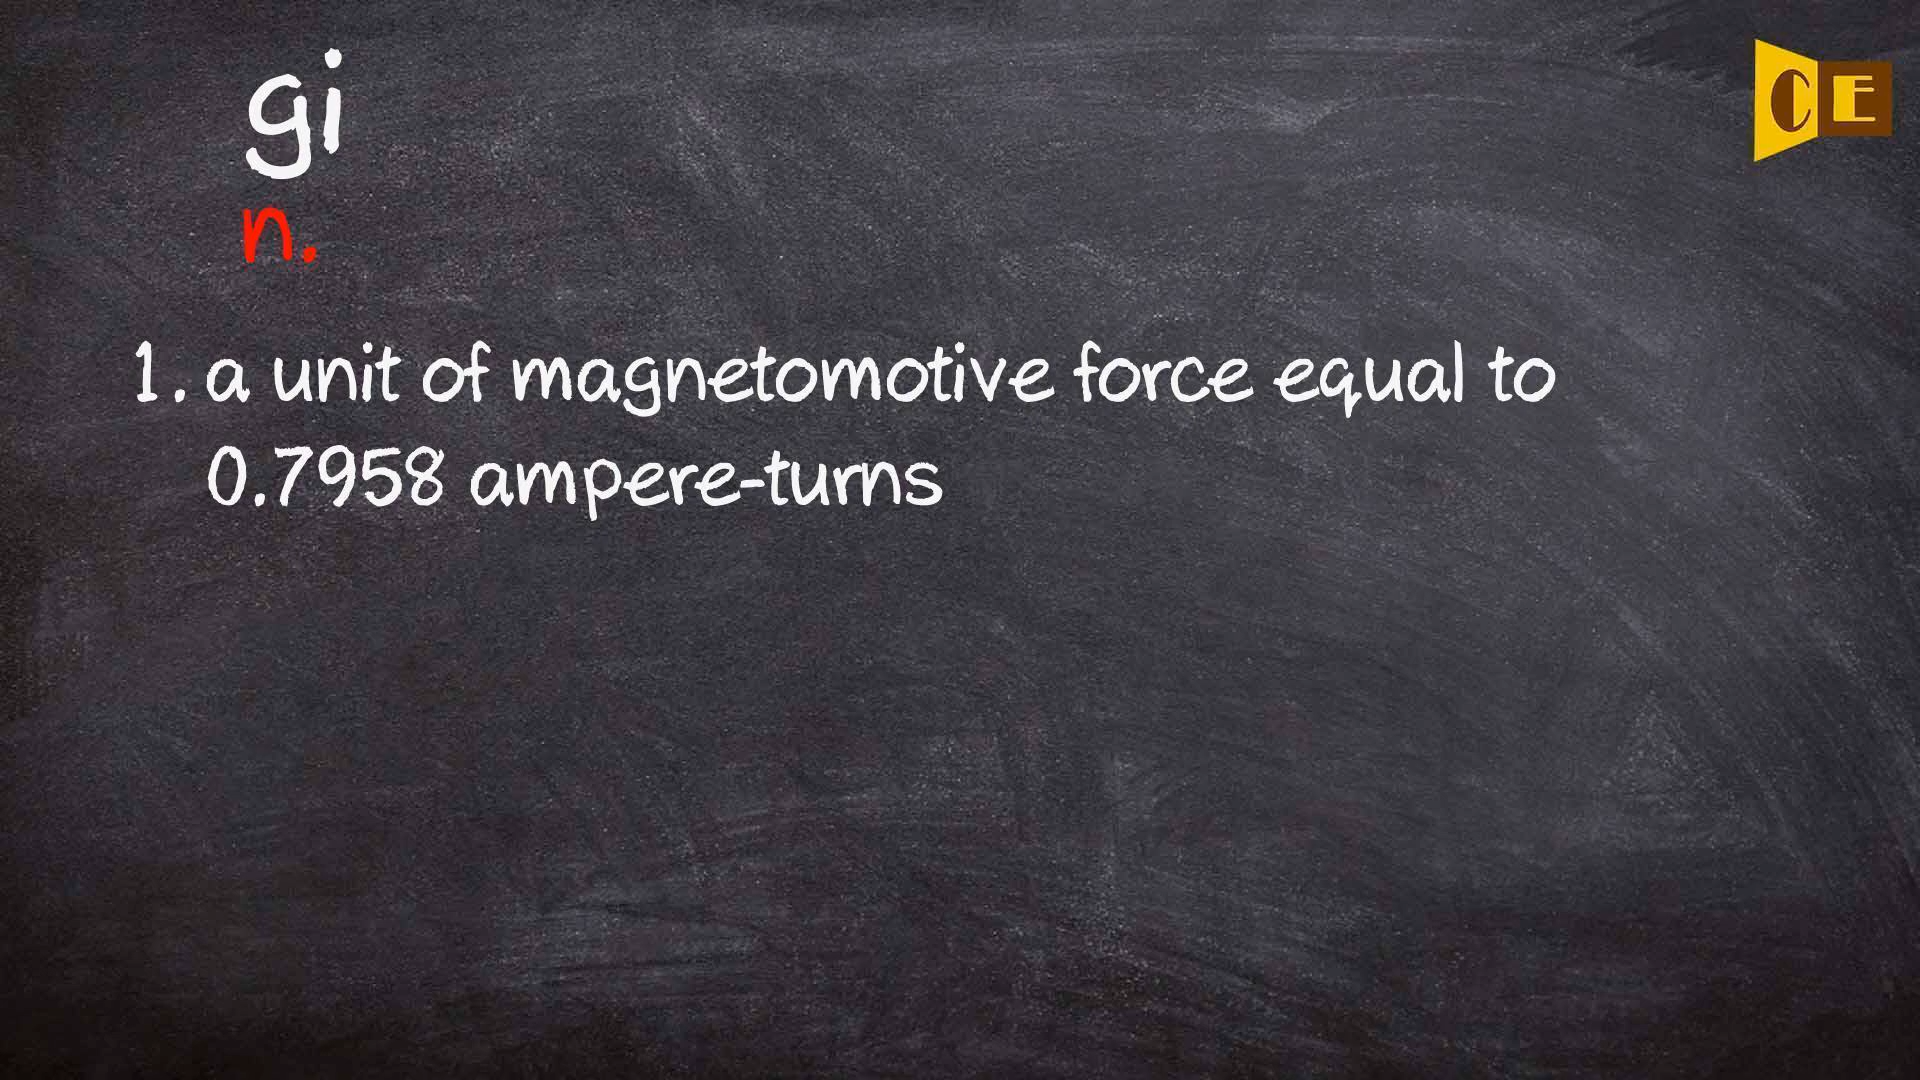 gi
CE
n.
1. a unit of magnetomotive force equal to
0.7958 ampere-turns